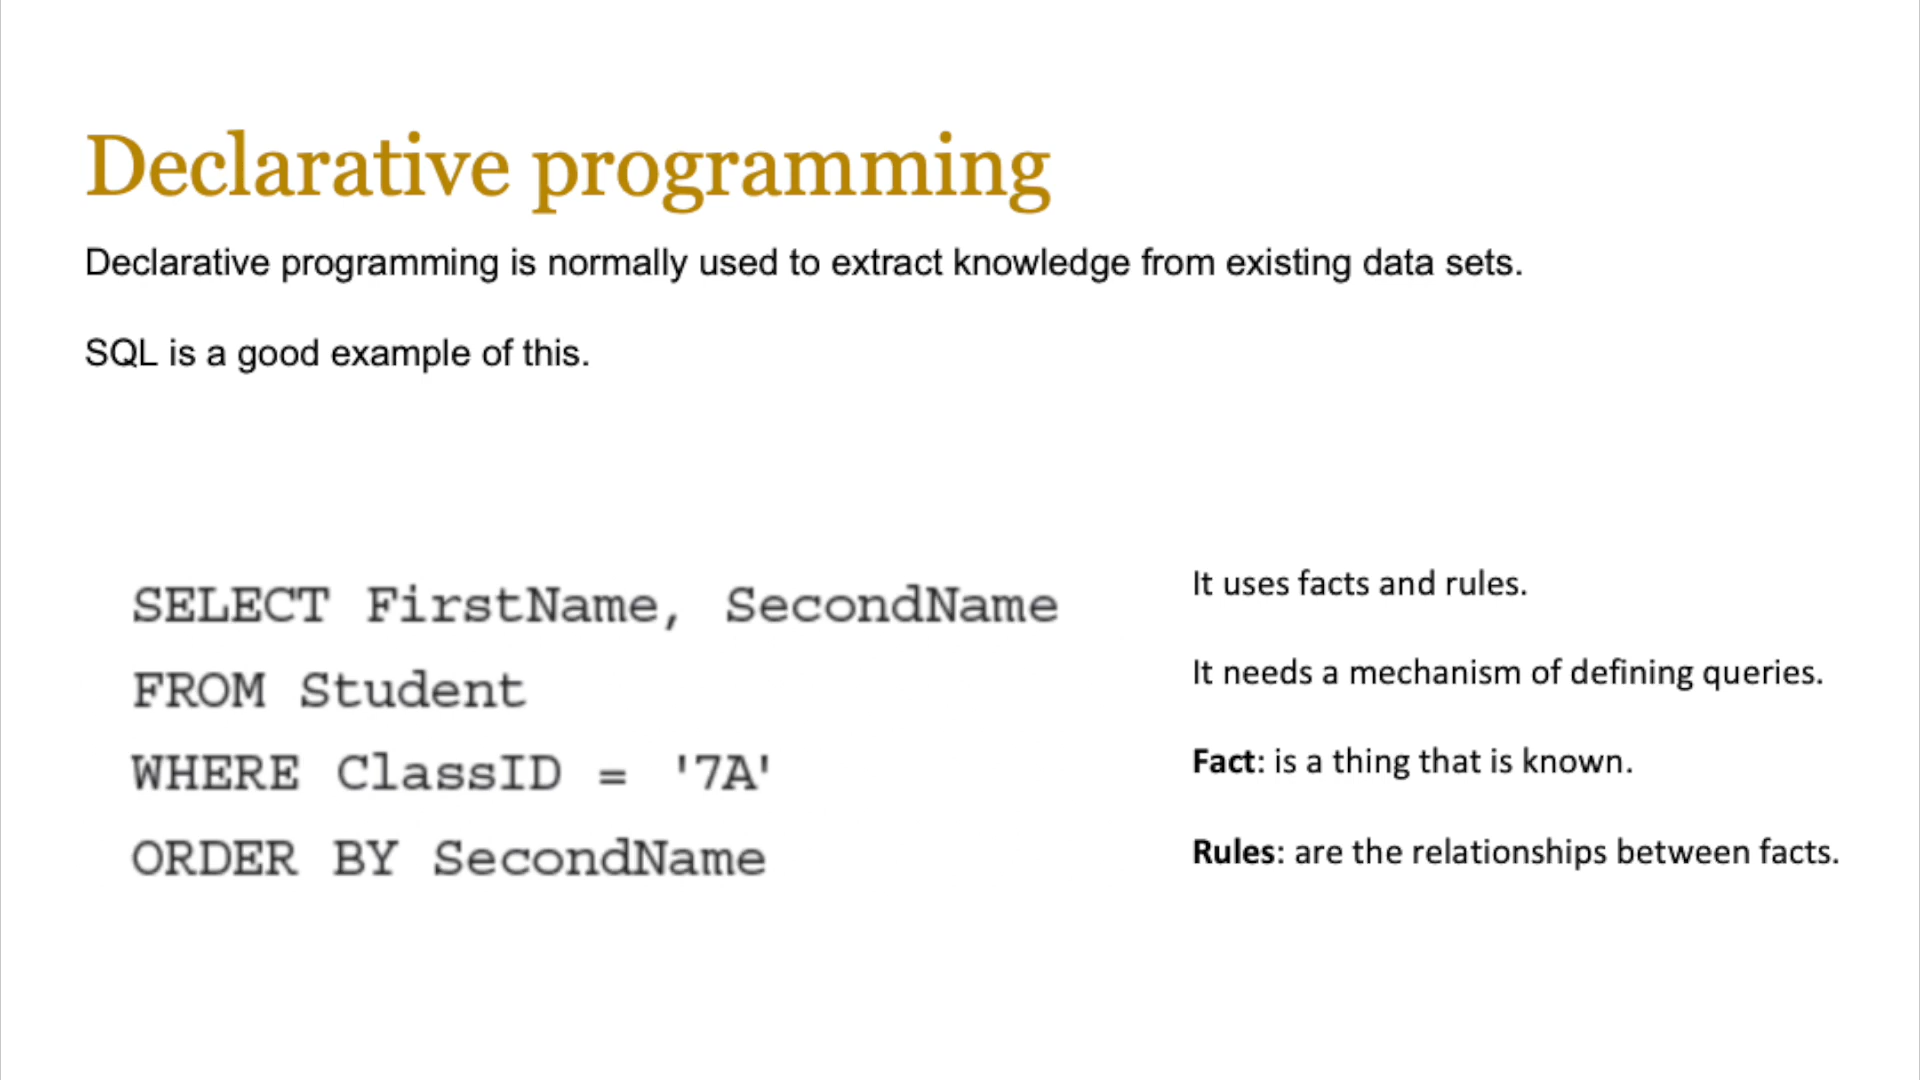 Declarative programming
Declarative programming is normally used to extract knowledge from existing data sets.
SQL is a good example of this.
SELECT FirstName, SecondName
FROM Student
WHERE ClassID = '7A'
ORDER BY SecondName
It uses facts and rules.
It needs a mechanism of defining queries.
Fact: is a thing that is known.
Rules: are the relationships between facts.